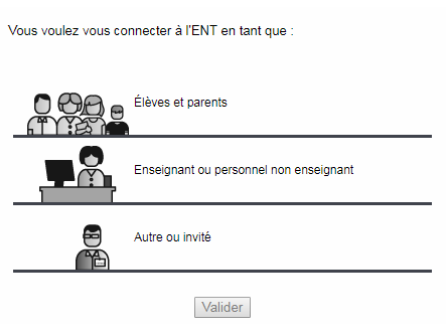 Vous voulez vous connecter à l'ENT en tant que :
Élèves et parents
Enseignant ou personnel non enseignant
Autre ou invité
Valider